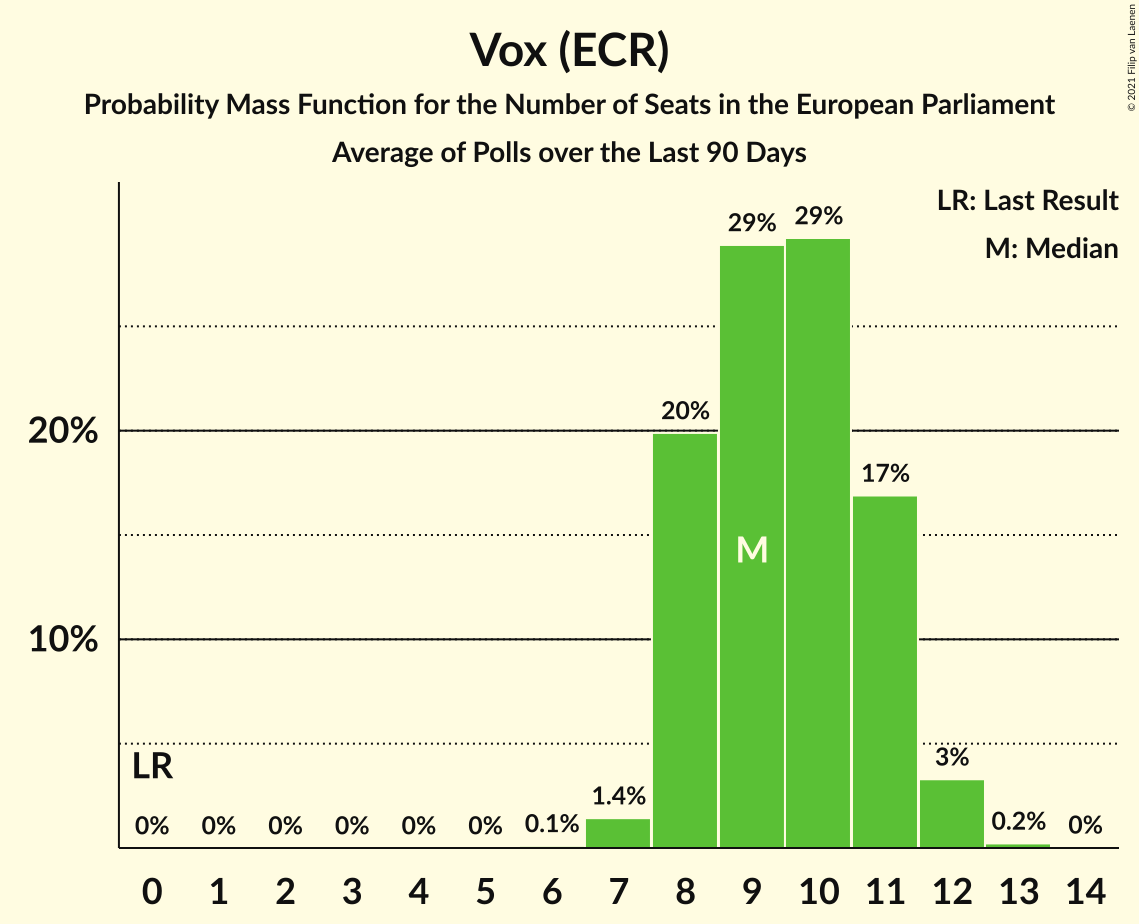 Vox (ECR)
Probability Mass Function for the Number of Seats in the European Parliament
Average of Polls over the Last 90 Days
© 2021 Filip van Laenen
LR: Last Result
M: Median
29%
29%
20%
20%
17%
M
10%
LR
0%
0%
0%
0%
0%
0%
0.1%
1.4%
3%
0.2%
0%
0 1 2 3 4 5 6 7 8 9 10 11 12 13 14